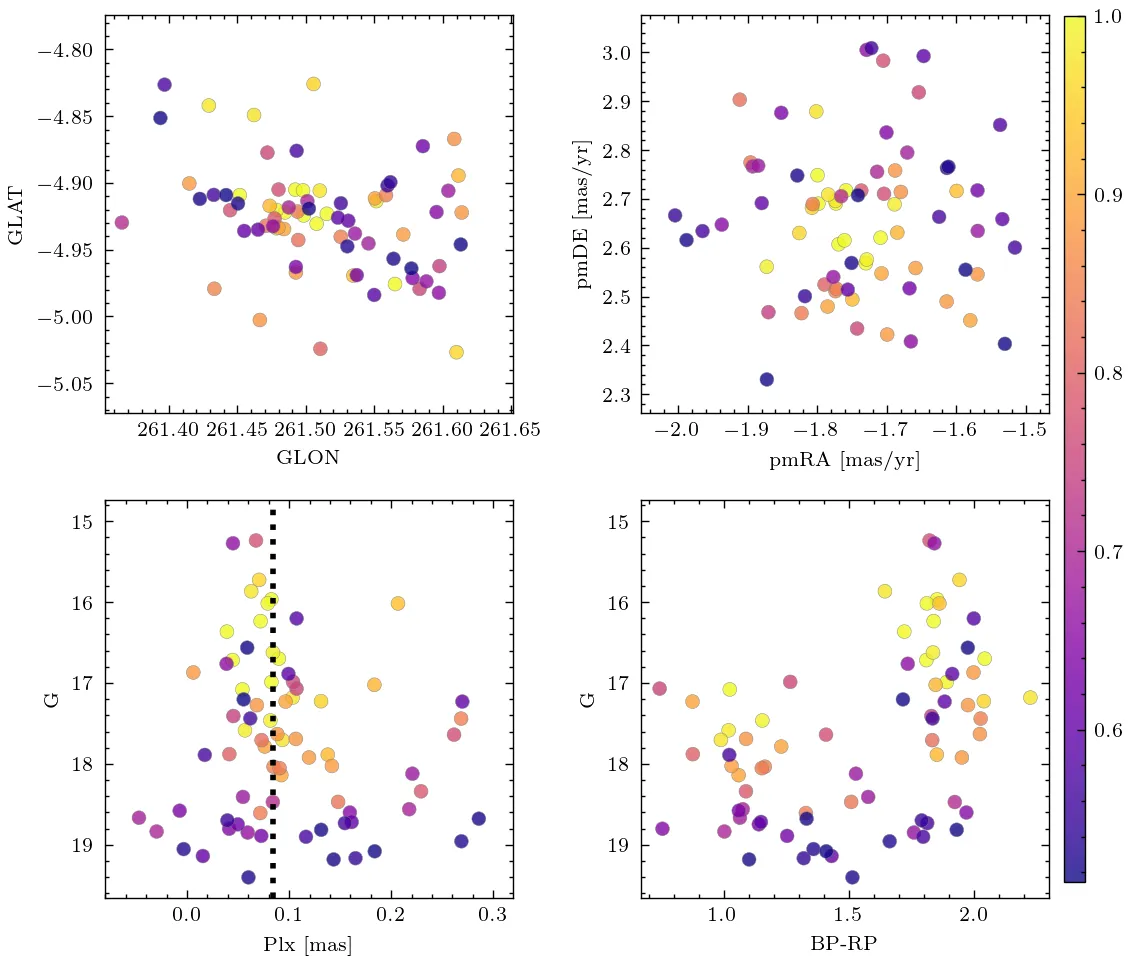 −4.80
−4.85
−4.90
−4.95
−5.00
−5.05
GLAT
261.40 261.45 261.50 261.55 261.60 261.65
GLON
3.0
2.9
2.8
2.7
2.6
2.5
2.4
2.3
pmDE [mas/yr]
−2.0 −1.9 −1.8 −1.7 −1.6 −1.5
pmRA [mas/yr]
1.0
0.9
0.8
0.7
0.6
15
16
17
18
19
G
0.0 0.1 0.2 0.3
Plx [mas]
15
16
17
18
19
G
1.0 1.5 2.0
BP-RP